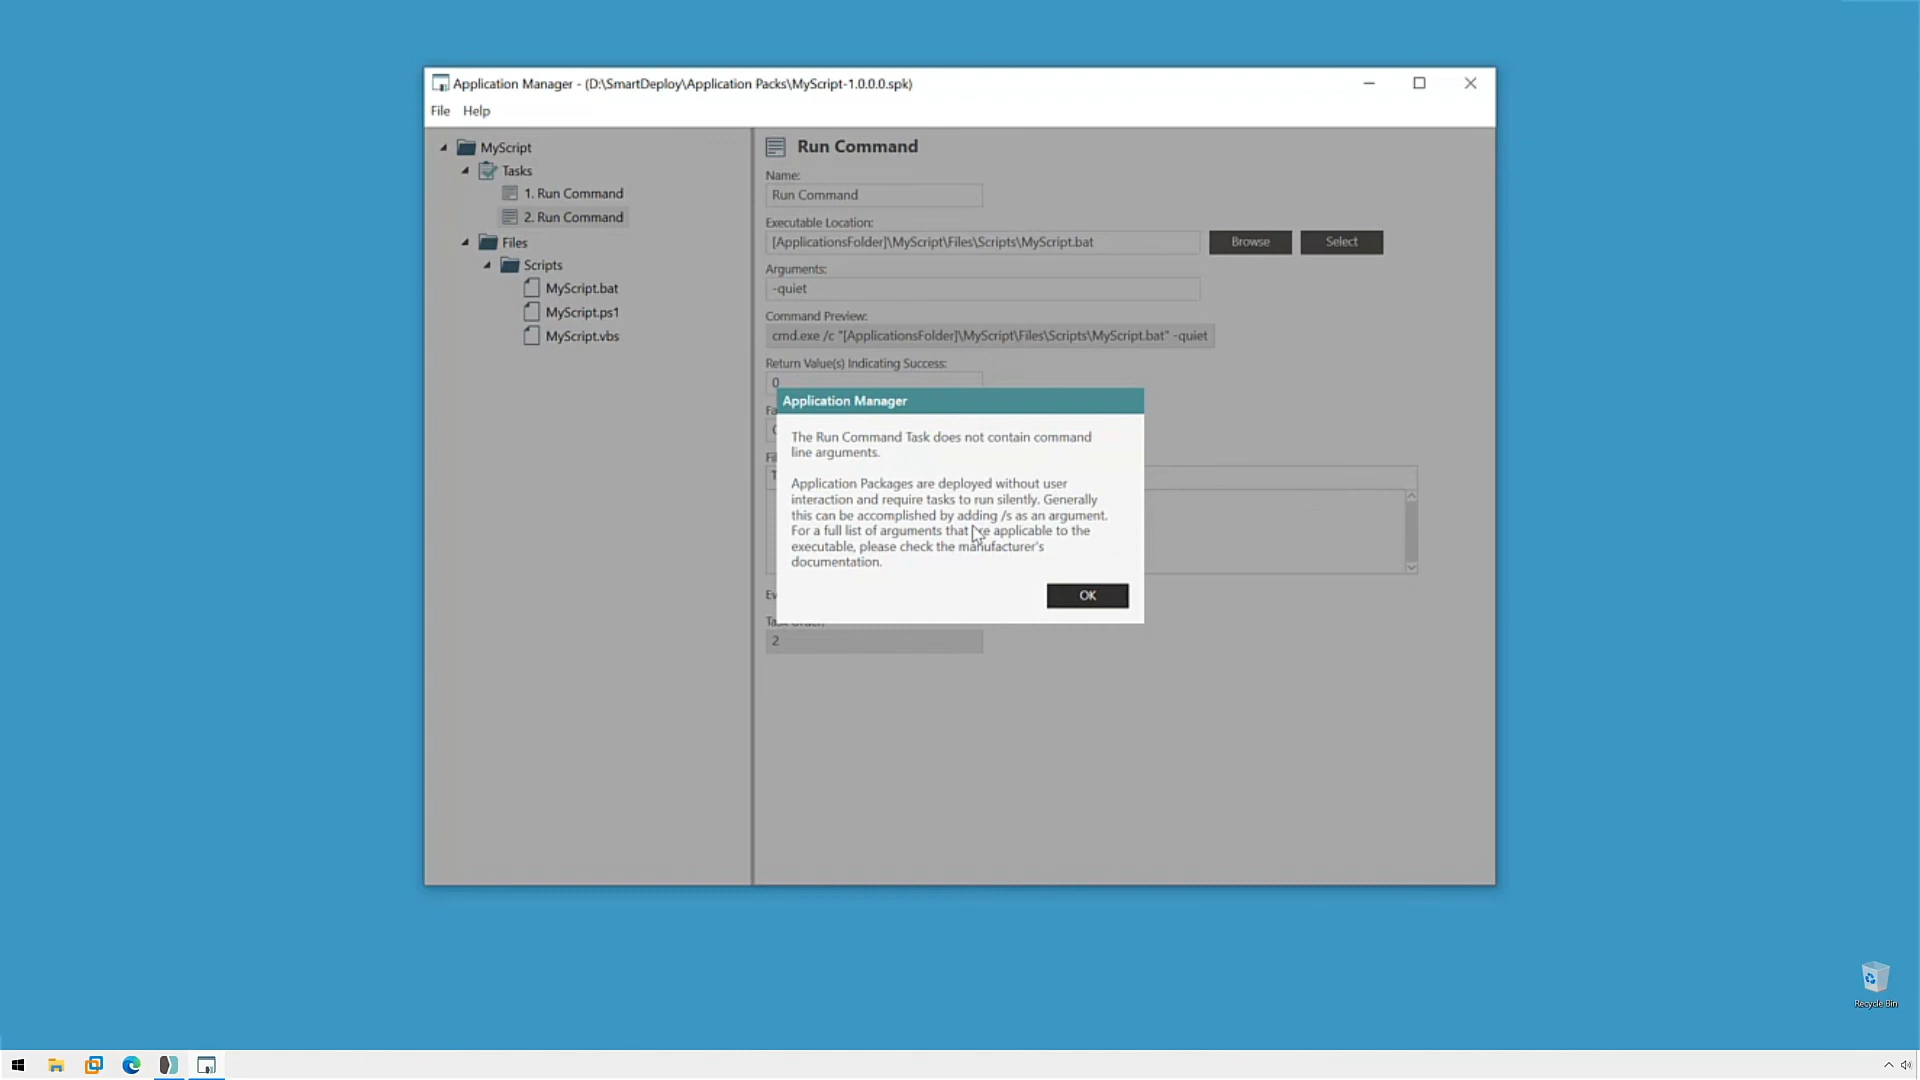 Application Manager - (D:\SmartDeploy\Application Packs\MyScript-1.0.0.0.spk)
File Help
MyScript
Tasks
1. Run Command
2. Run Command
Files
Scripts
MyScript.bat
MyScript.ps1
MyScript.vbs
Run Command
Name:
Run Command
Executable Location:
[ApplicationsFolder]\MyScript\Files\Scripts\MyScript.bat
Browse
Select
Arguments:
-quiet
Command Preview:
cmd.exe /c "[ApplicationsFolder]\MyScript\Files\Scripts\MyScript.bat" -quiet
Return Value(s) Indicating Success:
0
Application Manager
The Run Command Task does not contain command
line arguments.
Application Packages are deployed without user
interaction and require tasks to run silently. Generally
this can be accomplished by adding /s as an argument.
For a full list of arguments that are applicable to the
executable, please check the manufacturer's
documentation.
OK
Task Order:
2
Recycle Bin